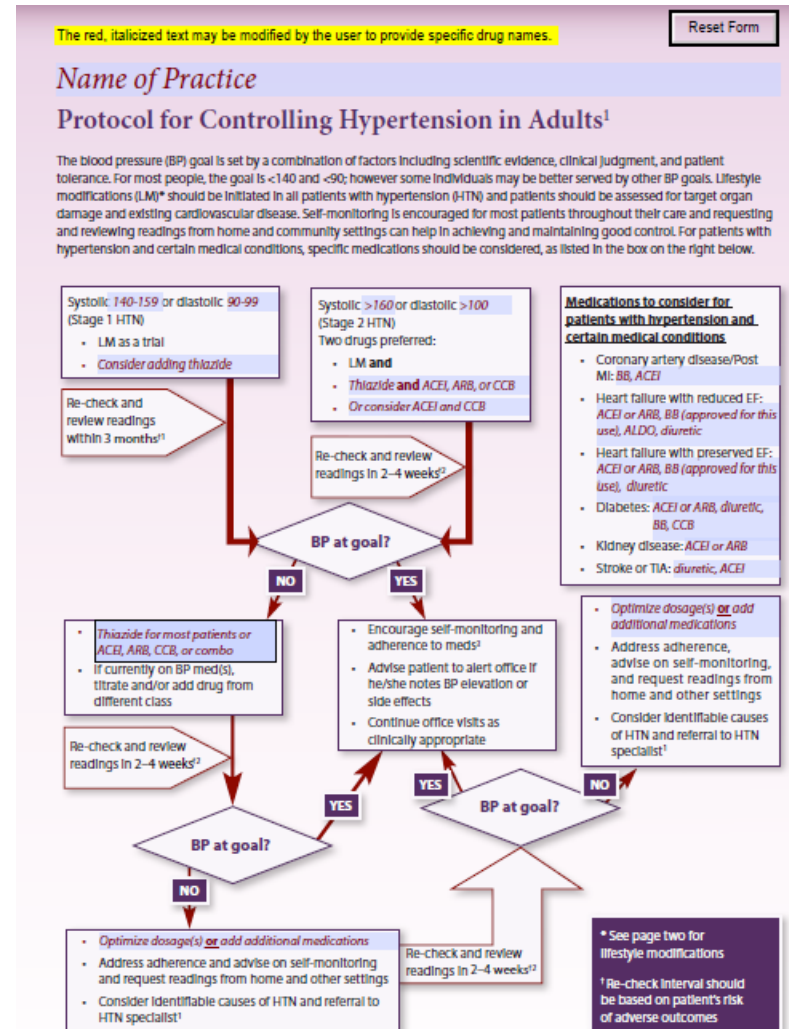 The red, italicized text may be modified by the user to provide specific drug names.
Reset Form
Name of Practice
Protocol for Controlling Hypertension in Adults¹
The blood pressure (BP) goal is set by a combination of factors including scientific evidence, clinical judgment, and patient
tolerance. For most people, the goal is <140 and <90; however some individuals may be better served by other BP goals. Lifestyle
modifications (LM)* should be initiated in all patients with hypertension (HTN) and patients should be assessed for target organ
damage and existing cardiovascular disease. Self-monitoring is encouraged for most patients throughout their care and requesting
and reviewing readings from home and community settings can help in achieving and maintaining good control. For patients with
hypertension and certain medical conditions, specific medications should be considered, as listed in the box on the right below.
Systolic 140-159 or diastolic 90-99
(Stage 1 HTN)
• LM as a trial
• Consider adding thiazide
Re-check and
review readings
within 3 months†¹
Systolic >160 or diastolic >100
(Stage 2 HTN)
Two drugs preferred:
• LM and
• Thiazide and ACEI, ARB, or CCB
• Or consider ACEI and CCB
Re-check and review
readings in 2–4 weeks†²
Medications to consider for
patients with hypertension and
certain medical conditions
• Coronary artery disease/Post
MI: BB, ACEI
• Heart failure with reduced EF:
ACEI or ARB, BB (approved for this
use), ALDO, diuretic
• Heart failure with preserved EF:
ACEI or ARB, BB (approved for this
use), diuretic
• Diabetes: ACEI or ARB, diuretic,
BB, CCB
• Kidney disease: ACEI or ARB
• Stroke or TIA: diuretic, ACEI
BP at goal?
NO
YES
• Thiazide for most patients or
ACEI, ARB, CCB, or combo
• If currently on BP med(s),
titrate and/or add drug from
different class
Re-check and review
readings in 2–4 weeks†²
• Encourage self-monitoring and
adherence to meds³
• Advise patient to alert office if
he/she notes BP elevation or
side effects
• Continue office visits as
clinically appropriate
• Optimize dosage(s) or add
additional medications
• Address adherence,
advise on self-monitoring,
and request readings from
home and other settings
• Consider identifiable causes
of HTN and referral to HTN
specialist¹
YES
BP at goal?
NO
YES
BP at goal?
NO
• Optimize dosage(s) or add additional medications
• Address adherence and advise on self-monitoring
and request readings from home and other settings
• Consider identifiable causes of HTN and referral to
HTN specialist¹
Re-check and review
readings in 2–4 weeks†²
* See page two for
lifestyle modifications
† Re-check interval should
be based on patient's risk
of adverse outcomes